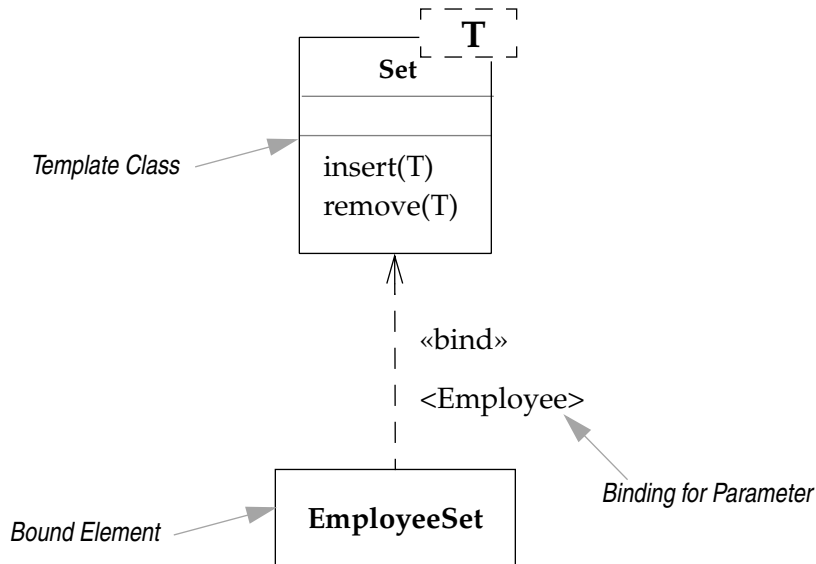 T
Set
Template Class
insert(T)
remove(T)
«bind»
<Employee>
Binding for Parameter
Bound Element
EmployeeSet